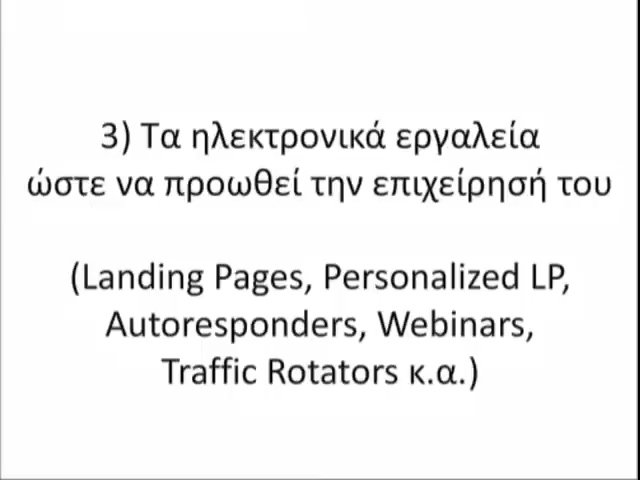 3) Τα ηλεκτρονικά εργαλεία
ώστε να προωθεί την επιχείρησή του
(Landing Pages, Personalized LP,
Autoresponders, Webinars,
Traffic Rotators κ.α.)